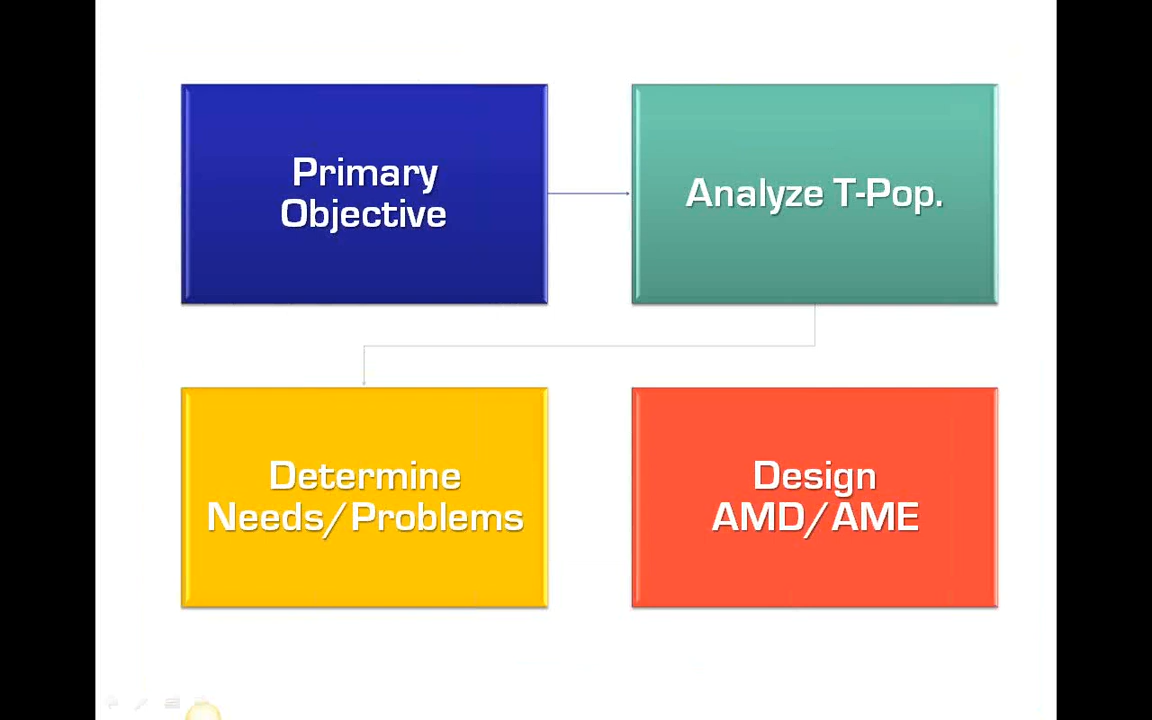 Primary
Objective
Analyze T-Pop.
Determine
Needs/Problems
Design
AMD/AME